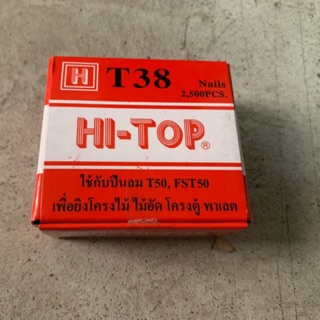 H T38 Nails
2,500PCS.
HI-TOP®
ใช้กับปืนลม T50, FST50
เพื่อยิงโครงไม้ ไม้อัด โครงตู้ พาเลต